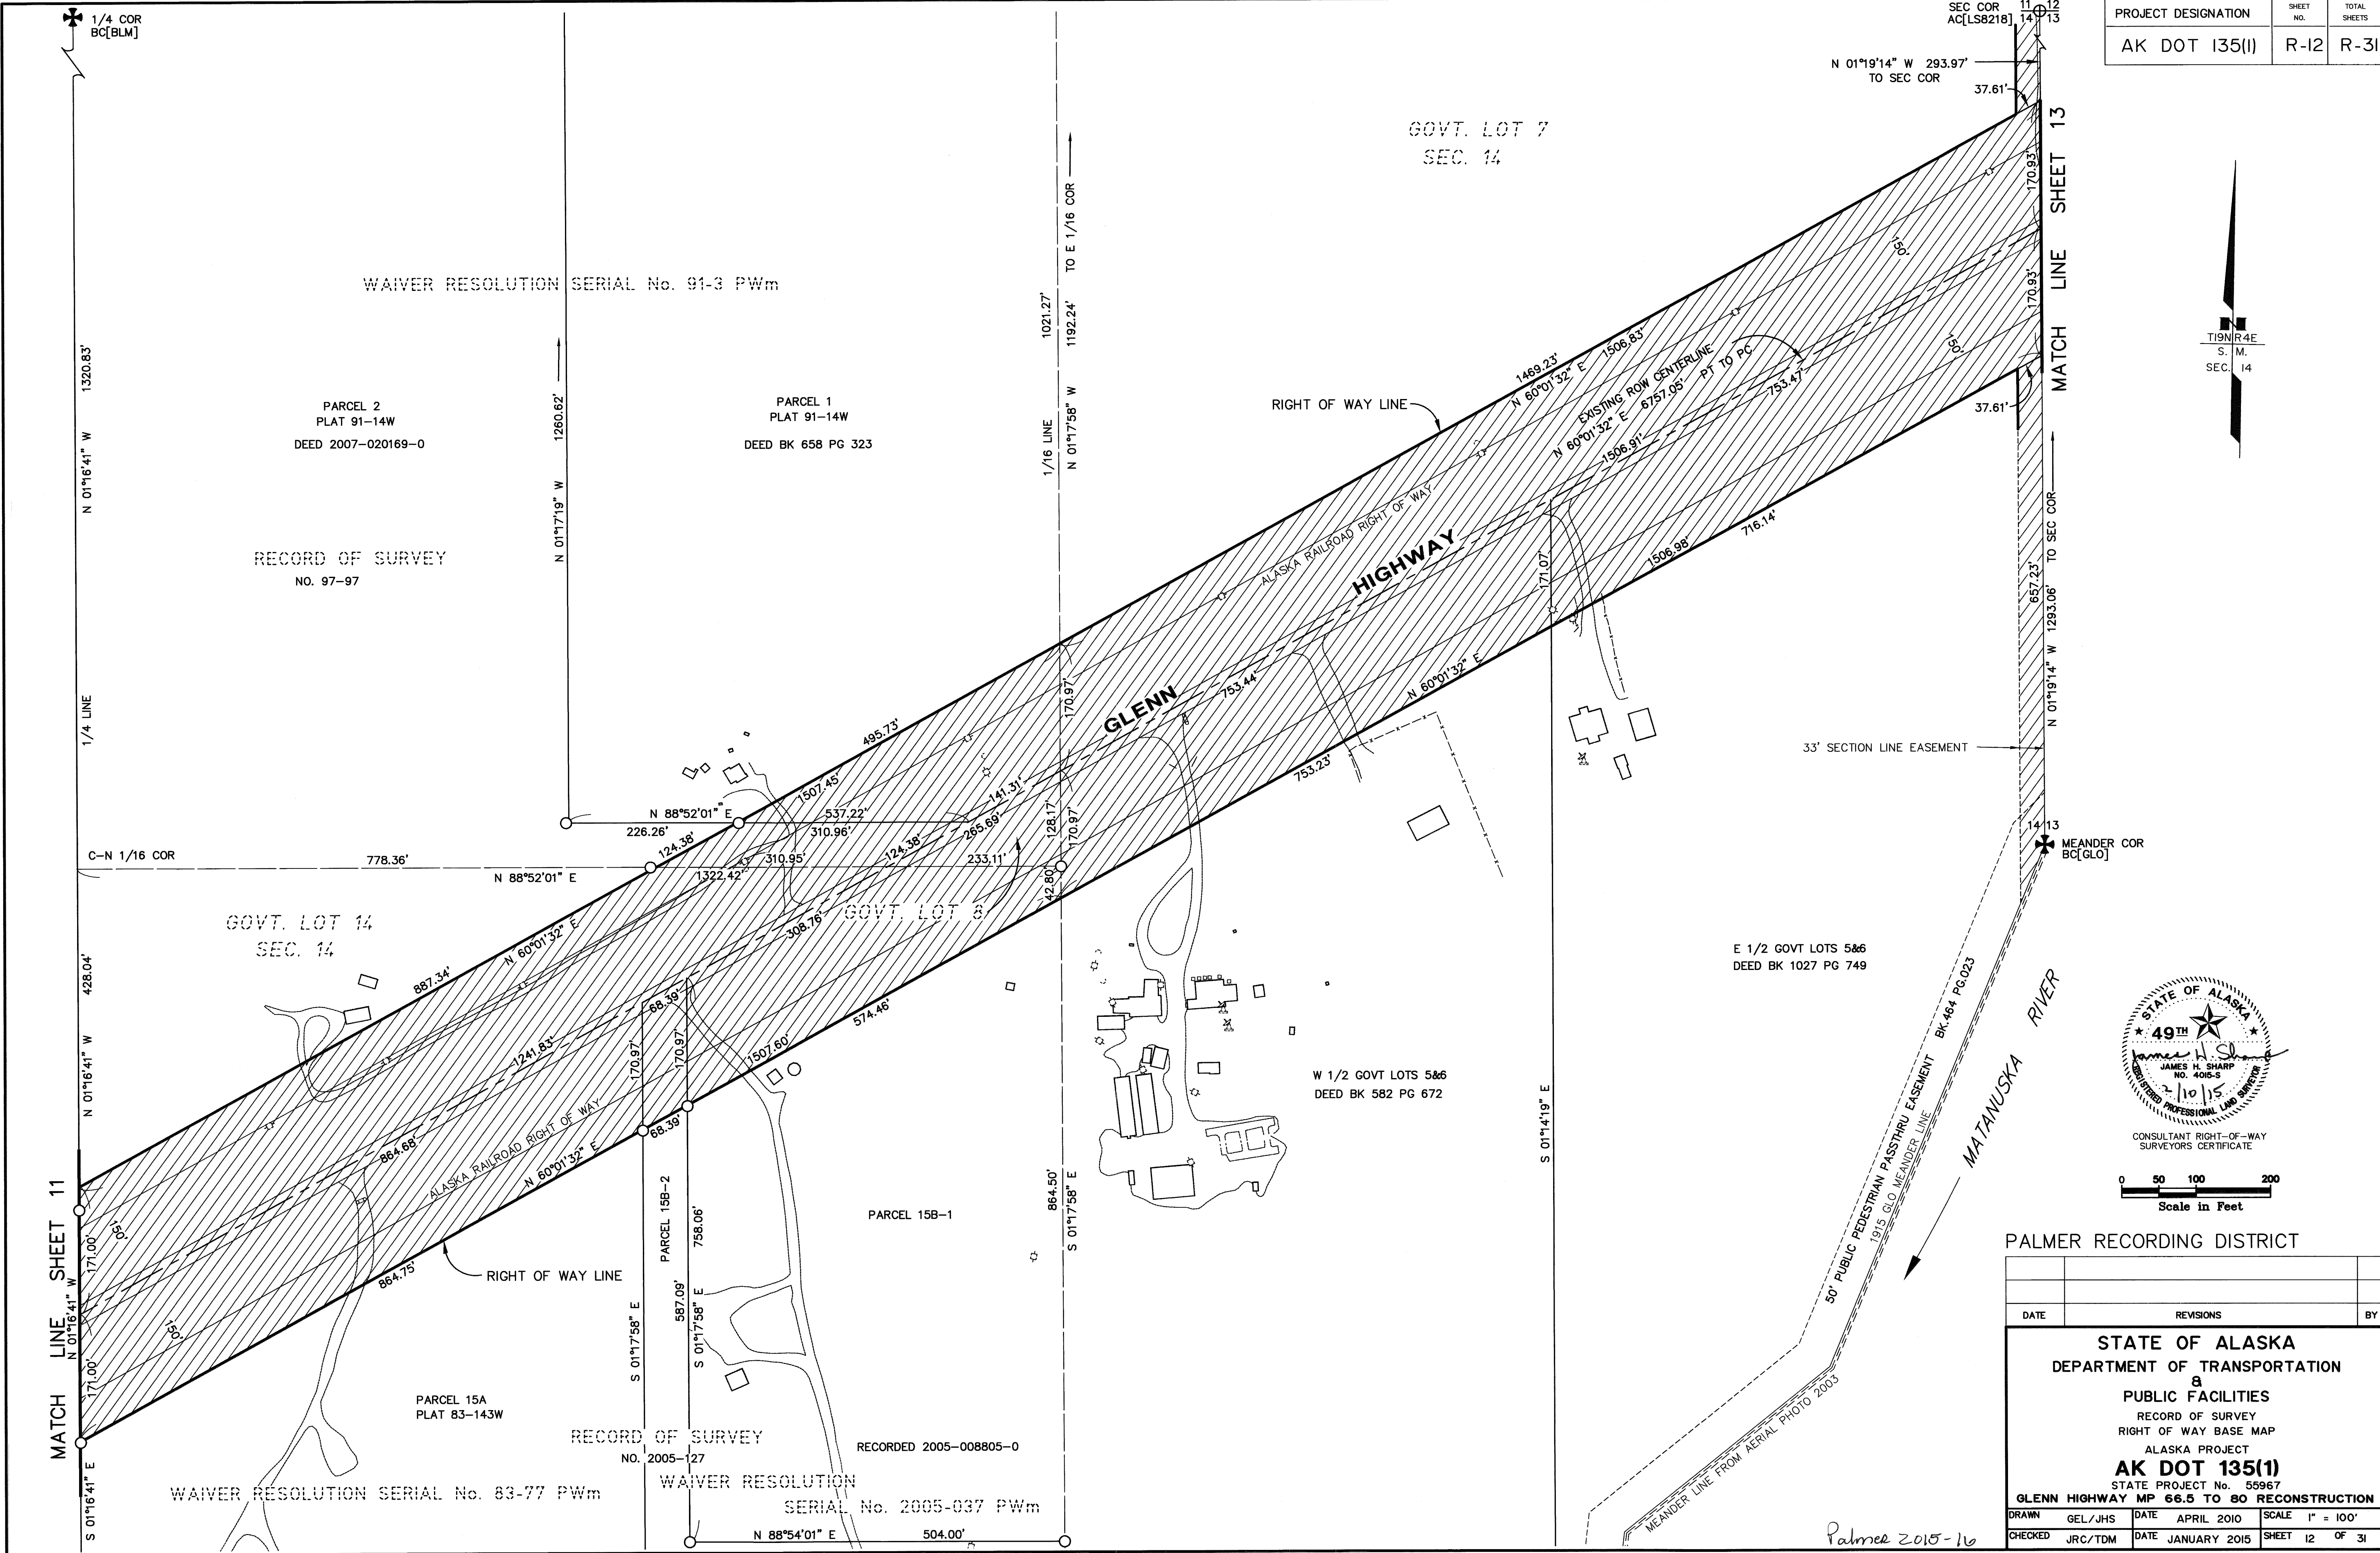 1/4 COR
BC[BLM]
SEC COR
AC[LS8218]
11 12
14 13
PROJECT DESIGNATION
SHEET NO.
TOTAL SHEETS
AK DOT 135(1)
R-12
R-31
N 01°19'14" W 293.97'
TO SEC COR
37.61'
GOVT. LOT 7
SEC. 14
MATCH LINE SHEET 13
170.93'
170.93'
150'
150'
37.61'
T19N R4E
S. M.
SEC. 14
WAIVER RESOLUTION SERIAL No. 91-3 PWm
TO E 1/16 COR
1021.27'
1192.24'
1/16 LINE
N 01°17'58" W
1320.83'
N 01°16'41" W
1/4 LINE
PARCEL 2
PLAT 91-14W
DEED 2007-020169-0
1260.62'
N 01°17'19" W
PARCEL 1
PLAT 91-14W
DEED BK 658 PG 323
RECORD OF SURVEY
NO. 97-97
RIGHT OF WAY LINE
1469.23'
N 60°01'32" E
1506.83'
EXISTING ROW CENTERLINE
N 60°01'32" E 6757.05' PT TO PC
753.47'
1506.91'
ALASKA RAILROAD RIGHT OF WAY
GLENN HIGHWAY
171.07'
716.14'
1506.98'
N 60°01'32" E
753.44'
753.23'
170.97'
170.97'
128.17'
42.80'
657.23'
N 01°19'14" W 1293.06' TO SEC COR
33' SECTION LINE EASEMENT
14 13
MEANDER COR
BC[GLO]
495.73'
1507.45'
N 88°52'01" E
537.22'
226.26'
310.96'
141.31'
265.69'
124.38'
124.38'
C-N 1/16 COR
778.36'
N 88°52'01" E
1322.42'
310.95'
233.11'
GOVT. LOT 14
SEC. 14
GOVT. LOT 8
308.76'
N 60°01'32" E
887.34'
4228.04'
N 01°16'41" W
68.39'
170.97'
170.97'
574.46'
1507.60'
1241.83'
864.68'
ALASKA RAILROAD RIGHT OF WAY
N 60°01'32" E
68.39'
E 1/2 GOVT LOTS 5&6
DEED BK 1027 PG 749
W 1/2 GOVT LOTS 5&6
DEED BK 582 PG 672
S 01°14'19" E
50' PUBLIC PEDESTRIAN PASSTHRU EASEMENT BK.464 PG.023
1915 GLO MEANDER LINE
MATANUSKA RIVER
STATE OF ALASKA
49TH
James H. Sharp
JAMES H. SHARP
NO. 4015-S
2/10/15
REGISTERED PROFESSIONAL LAND SURVEYOR
CONSULTANT RIGHT-OF-WAY
SURVEYORS CERTIFICATE
0 50 100 200
Scale in Feet
MATCH LINE SHEET 11
N 01°16'41" W
150'
171.00'
150'
171.00'
864.75'
RIGHT OF WAY LINE
PARCEL 15B-2
758.06'
587.09'
S 01°17'58" E
S 01°17'58" E
PARCEL 15B-1
864.50'
S 01°17'58" E
PARCEL 15A
PLAT 83-143W
S 01°16'41" E
RECORD OF SURVEY
NO. 2005-127
RECORDED 2005-008805-0
WAIVER RESOLUTION SERIAL No. 83-77 PWm
WAIVER RESOLUTION
SERIAL No. 2005-037 PWm
N 88°54'01" E 504.00'
MEANDER LINE FROM AERIAL PHOTO 2003
Palmer 2015-16
PALMER RECORDING DISTRICT
DATE REVISIONS BY
STATE OF ALASKA
DEPARTMENT OF TRANSPORTATION
&
PUBLIC FACILITIES
RECORD OF SURVEY
RIGHT OF WAY BASE MAP
ALASKA PROJECT
AK DOT 135(1)
STATE PROJECT No. 55967
GLENN HIGHWAY MP 66.5 TO 80 RECONSTRUCTION
DRAWN GEL/JHS DATE APRIL 2010 SCALE 1" = 100'
CHECKED JRC/TDM DATE JANUARY 2015 SHEET 12 OF 31